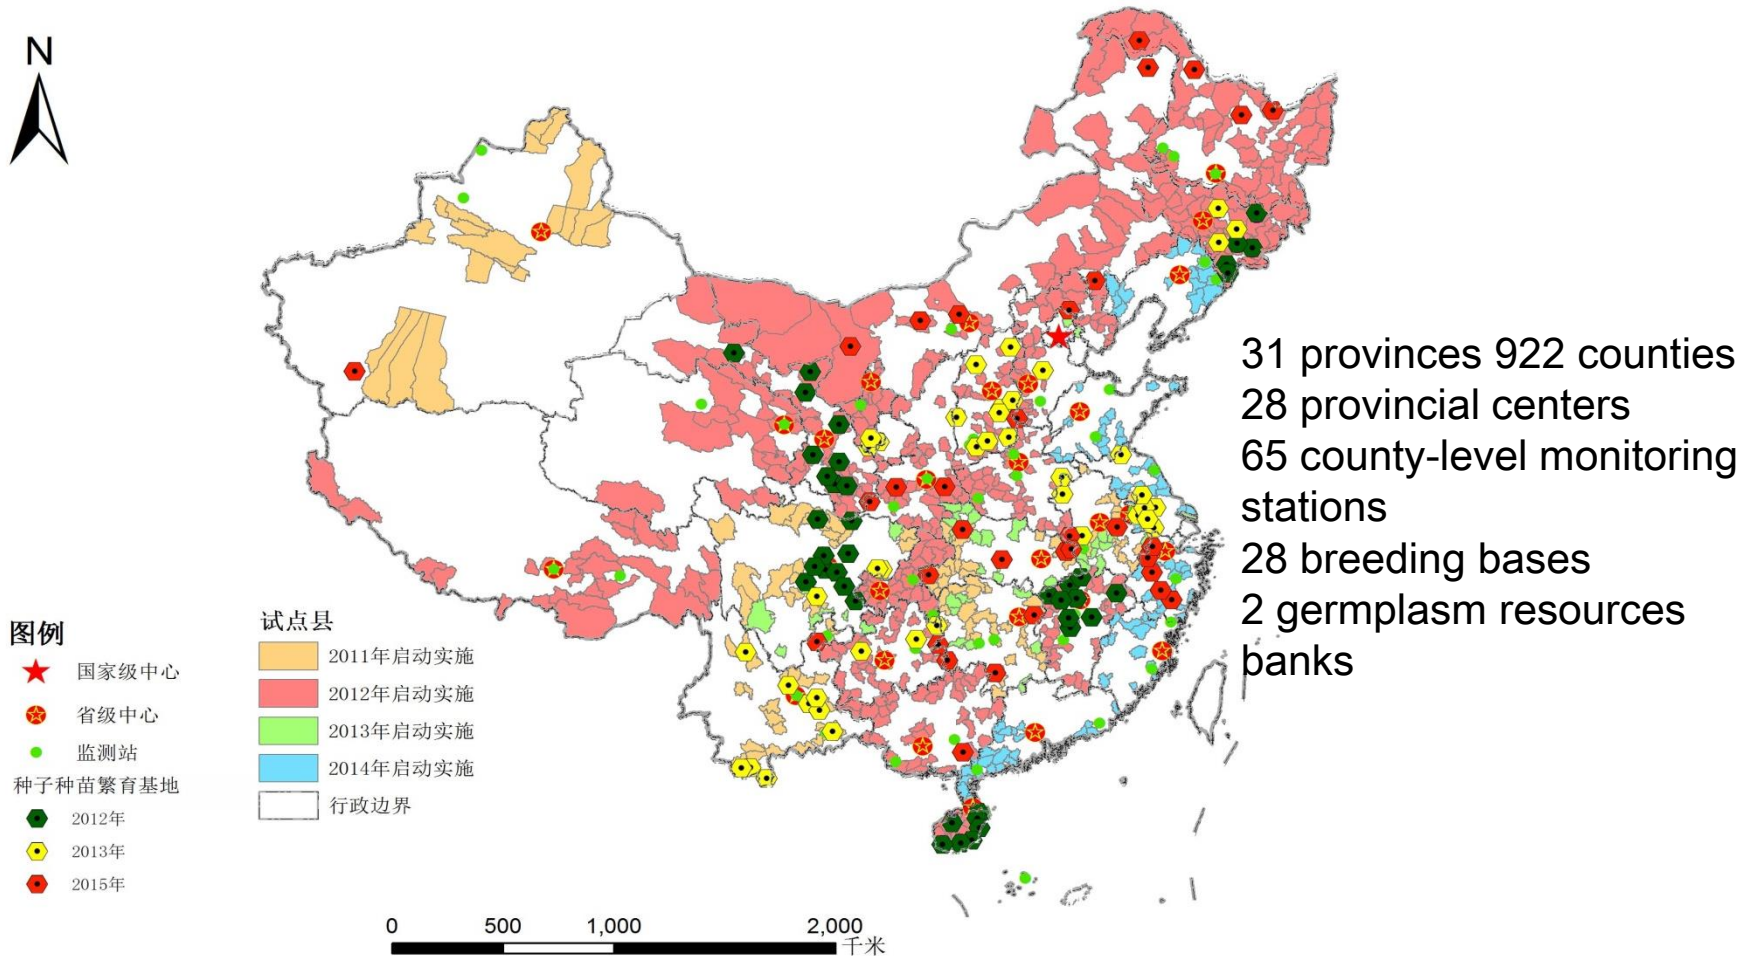 N
31 provinces 922 counties
28 provincial centers
65 county-level monitoring
stations
28 breeding bases
2 germplasm resources
banks
图例
国家级中心
省级中心
监测站
种子种苗繁育基地
2012年
2013年
2015年
试点县
2011年启动实施
2012年启动实施
2013年启动实施
2014年启动实施
行政边界
0 500 1,000 2,000
千米